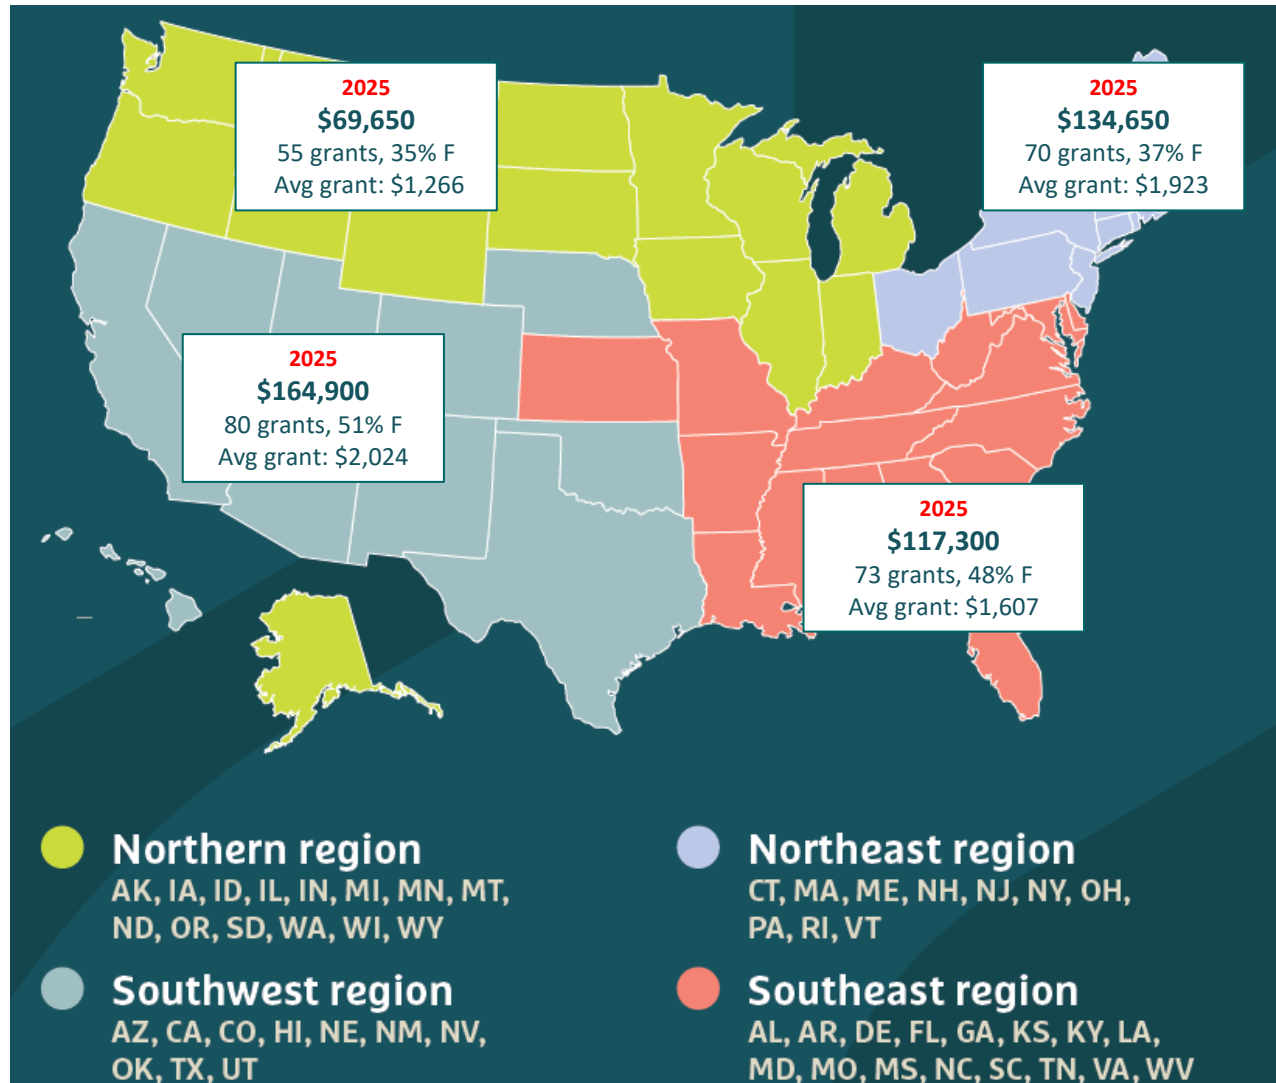 2025
$69,650
55 grants, 35% F
Avg grant: $1,266
2025
$134,650
70 grants, 37% F
Avg grant: $1,923
2025
$164,900
80 grants, 51% F
Avg grant: $2,024
2025
$117,300
73 grants, 48% F
Avg grant: $1,607
Northern region
AK, IA, ID, IL, IN, MI, MN, MT,
ND, OR, SD, WA, WI, WY
Northeast region
CT, MA, ME, NH, NJ, NY, OH,
PA, RI, VT
Southwest region
AZ, CA, CO, HI, NE, NM, NV,
OK, TX, UT
Southeast region
AL, AR, DE, FL, GA, KS, KY, LA,
MD, MO, MS, NC, SC, TN, VA, WV